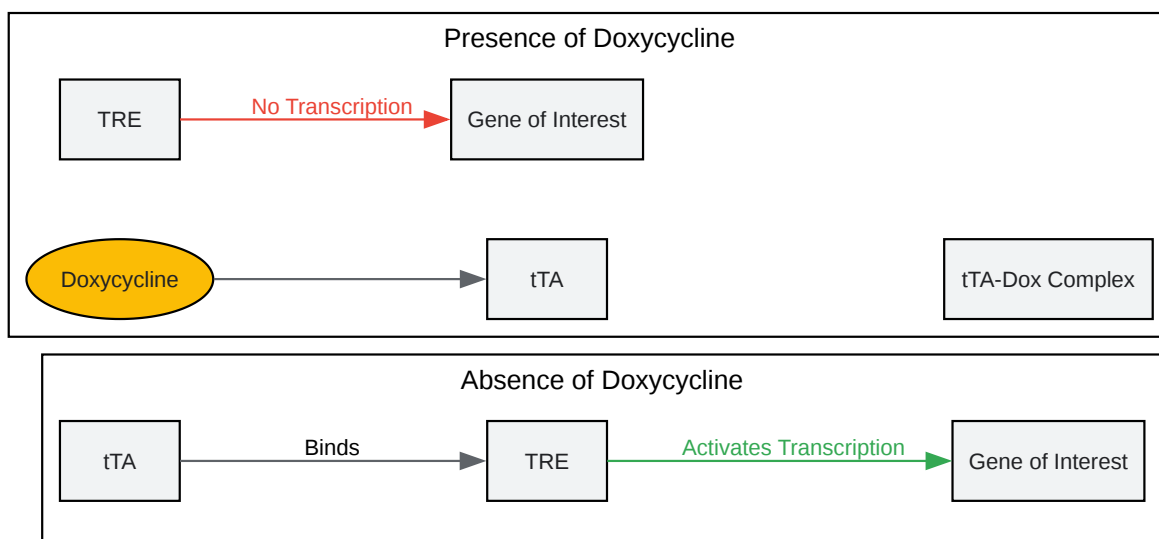 Presence of Doxycycline
TRE
No Transcription
Gene of Interest
Doxycycline
tTA
tTA-Dox Complex
Absence of Doxycycline
tTA
Binds
TRE
Activates Transcription
Gene of Interest